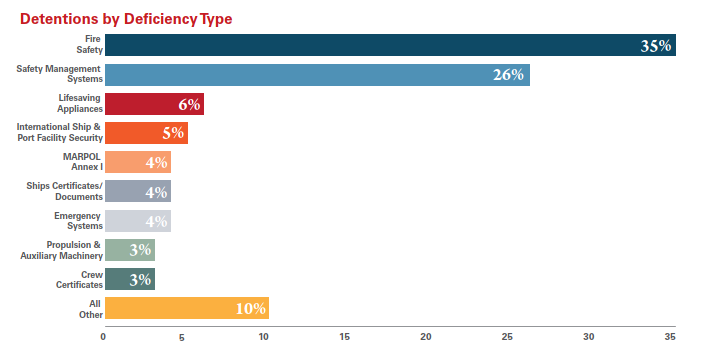 Detentions by Deficiency Type
Fire
Safety
35%
Safety Management
Systems
26%
Lifesaving
Appliances
6%
International Ship &
Port Facility Security
5%
MARPOL
Annex I
4%
Ships Certificates/
Documents
4%
Emergency
Systems
4%
Propulsion &
Auxiliary Machinery
3%
Crew
Certificates
3%
All
Other
10%
0 5 10 15 20 25 30 35